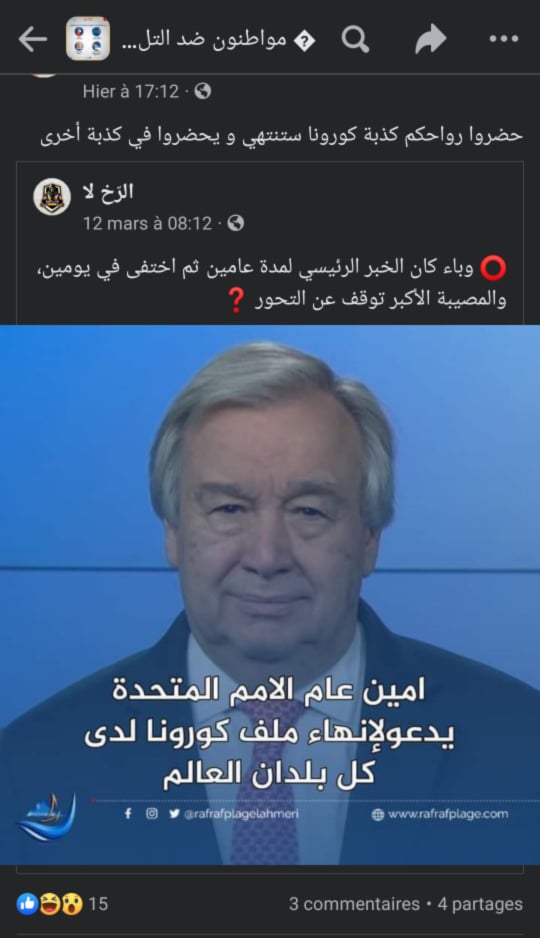 مواطنون ضد التل...
Hier à 17:12 ·
حضروا رواحكم كذبة كورونا ستنتهي و يحضروا في كذبة أخرى
الرّخ لا
12 mars à 08:12 ·
⭕ وباء كان الخبر الرئيسي لمدة عامين ثم اختفى في يومين،
والمصيبة الأكبر توقف عن التحور ❓
امين عام الامم المتحدة
يدعولإنهاء ملف كورونا لدى
كل بلدان العالم
@rafrafplagelahmeri
www.rafrafplage.com
15
3 commentaires • 4 partages